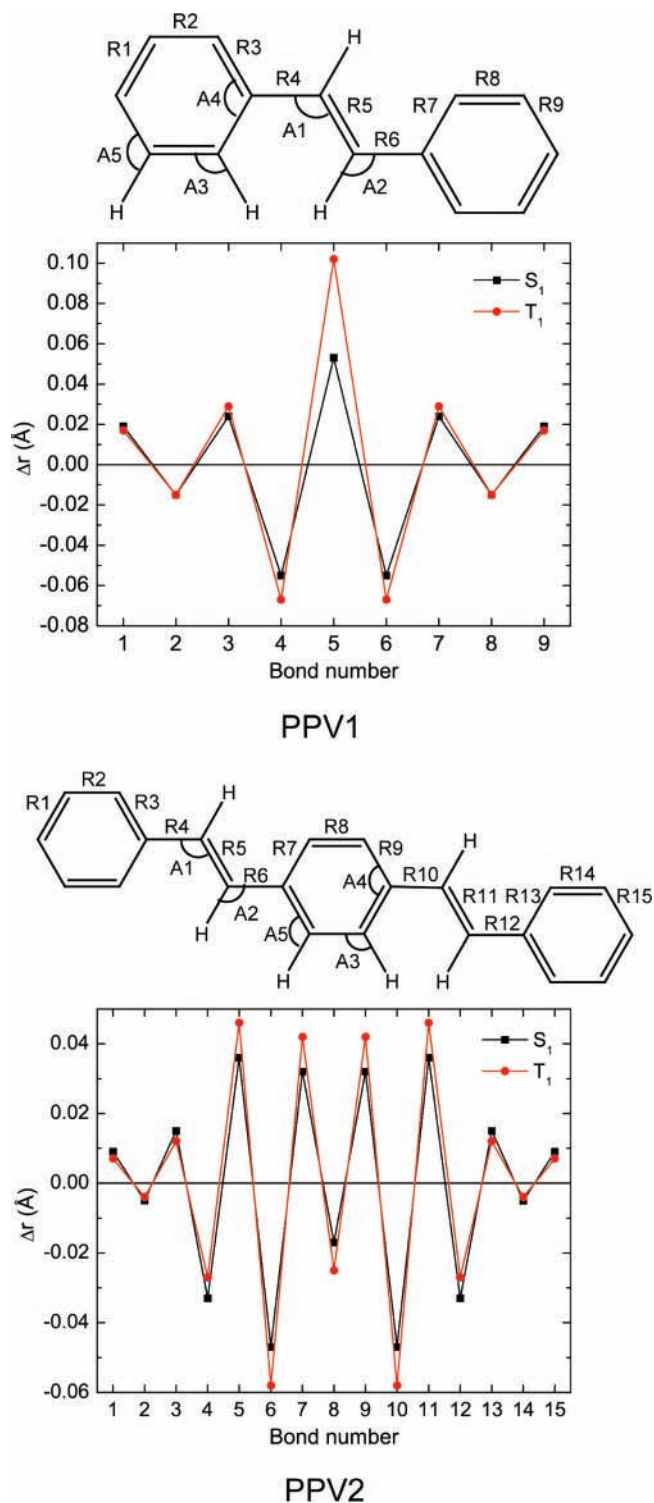 R2
R1 R3 H
A4 R4 R5 R7 R8 R9
A1 R6
A5 A3 A2
H H H
0.10
0.08
0.06
0.04
0.02
0.00
-0.02
-0.04
-0.06
-0.08
Δr (Å)
S1
T1
1 2 3 4 5 6 7 8 9
Bond number
PPV1
R2 H
R1 R3 R8
R4 R5 R7 R9 H
A1 R6 A4 R10 R14
A2 R11 R13 R15
H A5 A3 R12
H H H
0.04
0.02
0.00
-0.02
-0.04
-0.06
Δr (Å)
S1
T1
1 2 3 4 5 6 7 8 9 10 11 12 13 14 15
Bond number
PPV2